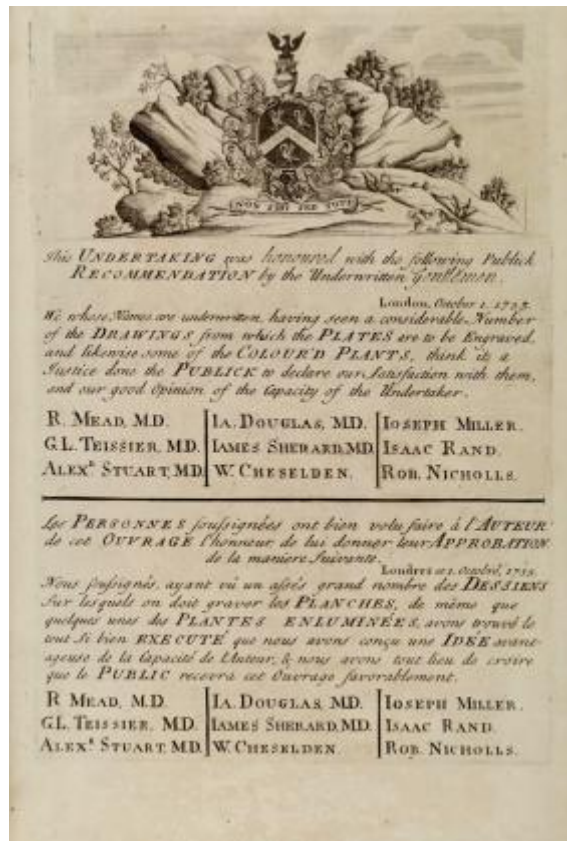 NON SIBI SED TOTI
This UNDERTAKING was honoured with the following Publick
RECOMMENDATION by the Underwritten Gentlemen.
London, October 1. 1735.
We whose Names are underwritten, having seen a considerable Number
of the DRAWINGS from which the PLATES are to be Engraved,
and likewise some of the COLOUR'D PLANTS, think it a
Justice done the PUBLICK to declare our Satisfaction with them,
and our good Opinion of the Capacity of the Undertaker.
R. MEAD, M.D. IA. DOUGLAS, M.D. IOSEPH MILLER.
G.L. TEISSIER, M.D. IAMES SHERARD, M.D. ISAAC RAND.
ALEXR. STUART, M.D. W. CHESELDEN. ROB. NICHOLLS.
Les PERSONNES soussignées ont bien volu faire à l'AUTEUR
de cet OUVRAGE l'honneur de lui donner leur APPROBATION
de la maniere Suivante.
Londres ce 1. Octobre, 1735.
Nous soussignés, ayant vû un assés grand nombre des DESSIENS
Sur lesquels on doit graver les PLANCHES, de même que
quelques unes des PLANTES ENLUMINÉES, avons trouvé le
tout Si bien EXECUTÉ que nous avons conçu une IDÉE avant-
ageuse de la Capacité de l'Auteur, & nous avons tout lieu de croire
que le PUBLIC recevra cet Ouvrage favorablement.
R. MEAD, M.D. IA. DOUGLAS, M.D. IOSEPH MILLER.
G.L. TEISSIER, M.D. IAMES SHERARD, M.D. ISAAC RAND.
ALEXR. STUART, M.D. W. CHESELDEN. ROB. NICHOLLS.